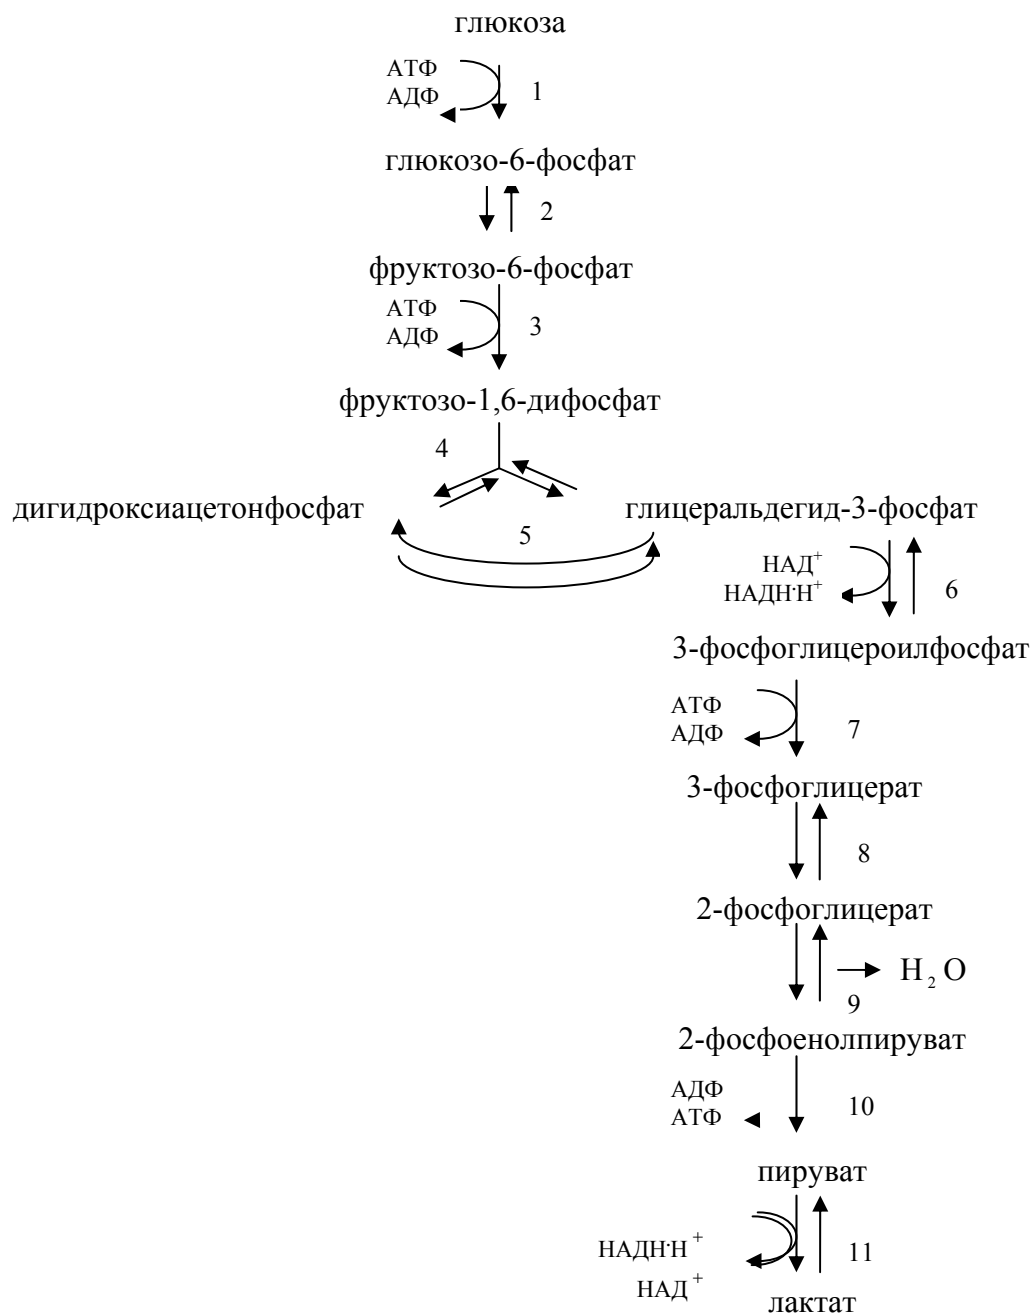 глюкоза
АТФ
АДФ
1
глюкозо-6-фосфат
2
фруктозо-6-фосфат
АТФ
АДФ
3
фруктозо-1,6-дифосфат
4
дигидроксиацетонфосфат
глицеральдегид-3-фосфат
5
НАД⁺
НАДН·Н⁺
6
3-фосфоглицероилфосфат
АТФ
АДФ
7
3-фосфоглицерат
8
2-фосфоглицерат
H₂O
9
2-фосфоенолпируват
АДФ
АТФ
10
пируват
НАДН·Н⁺
11
НАД⁺
лактат